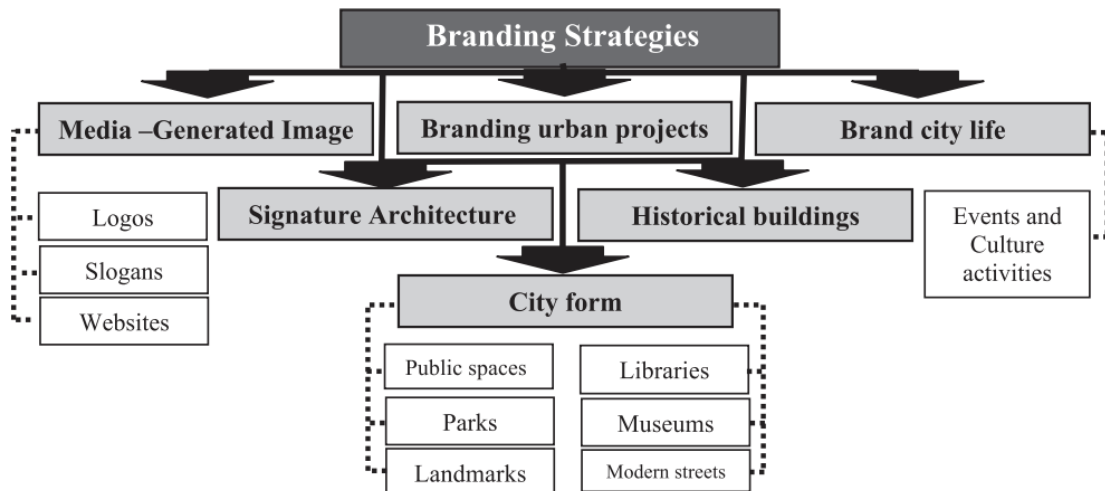 Branding Strategies
Media –Generated Image
Branding urban projects
Brand city life
Signature Architecture
Historical buildings
Logos
Slogans
Websites
Events and
Culture
activities
City form
Public spaces
Libraries
Parks
Museums
Landmarks
Modern streets